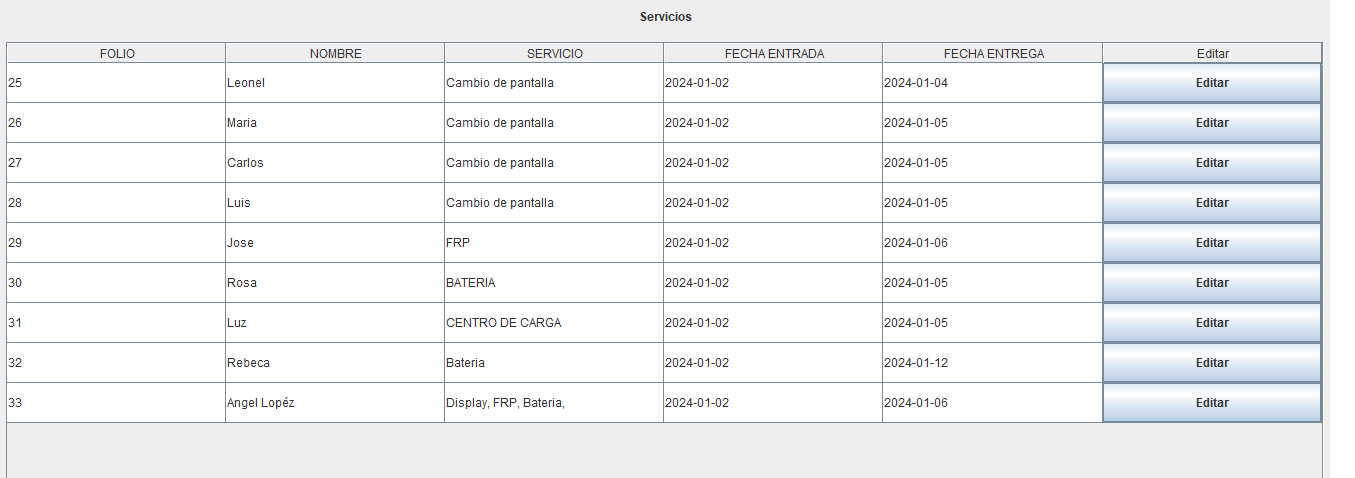 Servicios
FOLIO NOMBRE SERVICIO FECHA ENTRADA FECHA ENTREGA Editar
25 Leonel Cambio de pantalla 2024-01-02 2024-01-04 Editar
26 Maria Cambio de pantalla 2024-01-02 2024-01-05 Editar
27 Carlos Cambio de pantalla 2024-01-02 2024-01-05 Editar
28 Luis Cambio de pantalla 2024-01-02 2024-01-05 Editar
29 Jose FRP 2024-01-02 2024-01-06 Editar
30 Rosa BATERIA 2024-01-02 2024-01-05 Editar
31 Luz CENTRO DE CARGA 2024-01-02 2024-01-05 Editar
32 Rebeca Bateria 2024-01-02 2024-01-12 Editar
33 Angel Lopéz Display, FRP, Bateria, 2024-01-02 2024-01-06 Editar